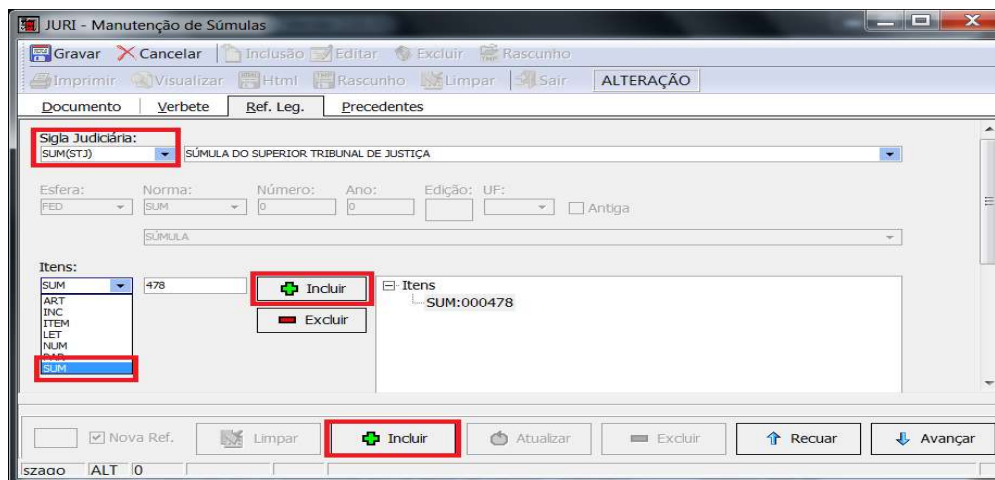 JURI - Manutenção de Súmulas
Gravar Cancelar Inclusão Editar Excluir Rascunho
Imprimir Visualizar Html Rascunho Limpar Sair ALTERAÇÃO
Documento Verbete Ref. Leg. Precedentes
Sigla Judiciária:
SUM(STJ) SÚMULA DO SUPERIOR TRIBUNAL DE JUSTIÇA
Esfera: Norma: Número: Ano: Edição: UF:
FED SUM 0 0 Antiga
SÚMULA
Itens:
SUM 478 Incluir Itens
ART SUM:000478
INC
ITEM
LET Excluir
NUM
SUM
Nova Ref. Limpar Incluir Atualizar Excluir Recuar Avançar
szago ALT 0